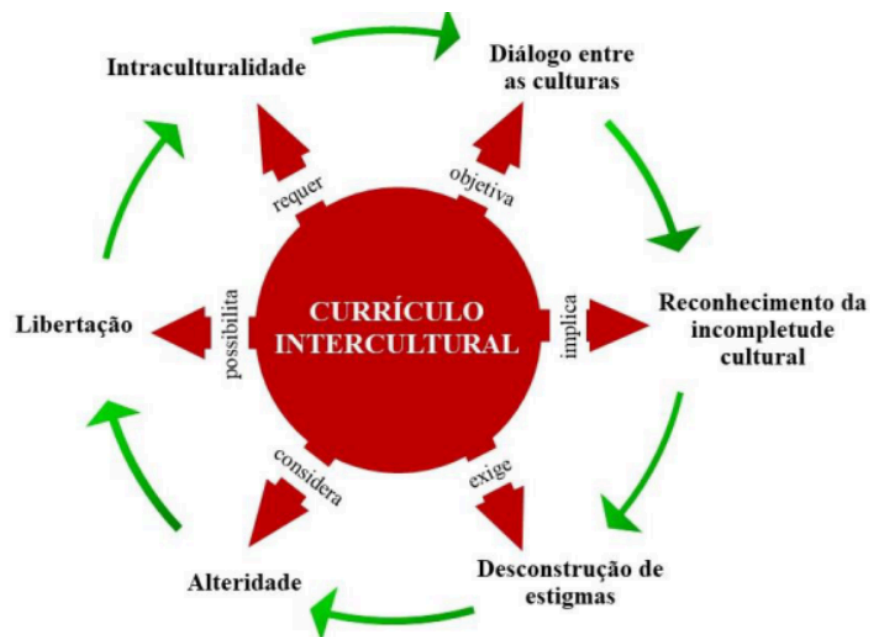 Intraculturalidade
Diálogo entre
as culturas
requer
objetiva
CURRÍCULO
INTERCULTURAL
possibilita
implica
Libertação
Reconhecimento da
incompletude
cultural
considera
exige
Alteridade
Desconstrução de
estigmas